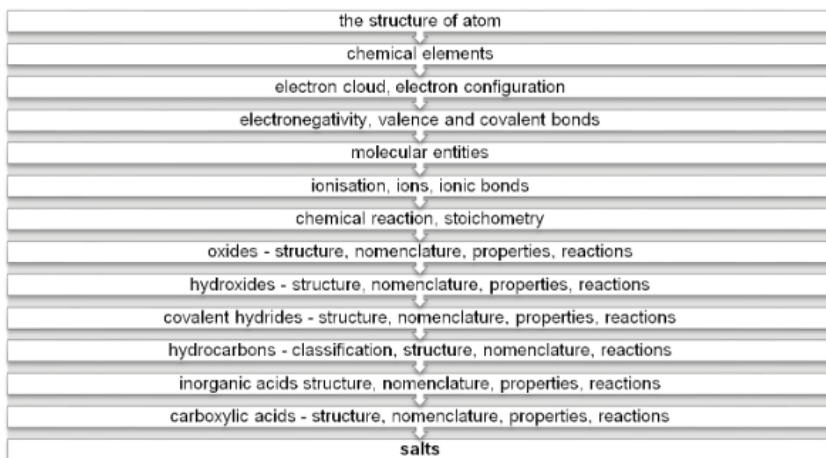 the structure of atom
chemical elements
electron cloud, electron configuration
electronegativity, valence and covalent bonds
molecular entities
ionisation, ions, ionic bonds
chemical reaction, stoichometry
oxides - structure, nomenclature, properties, reactions
hydroxides - structure, nomenclature, properties, reactions
covalent hydrides - structure, nomenclature, properties, reactions
hydrocarbons - classification, structure, nomenclature, reactions
inorganic acids structure, nomenclature, properties, reactions
carboxylic acids - structure, nomenclature, properties, reactions
salts